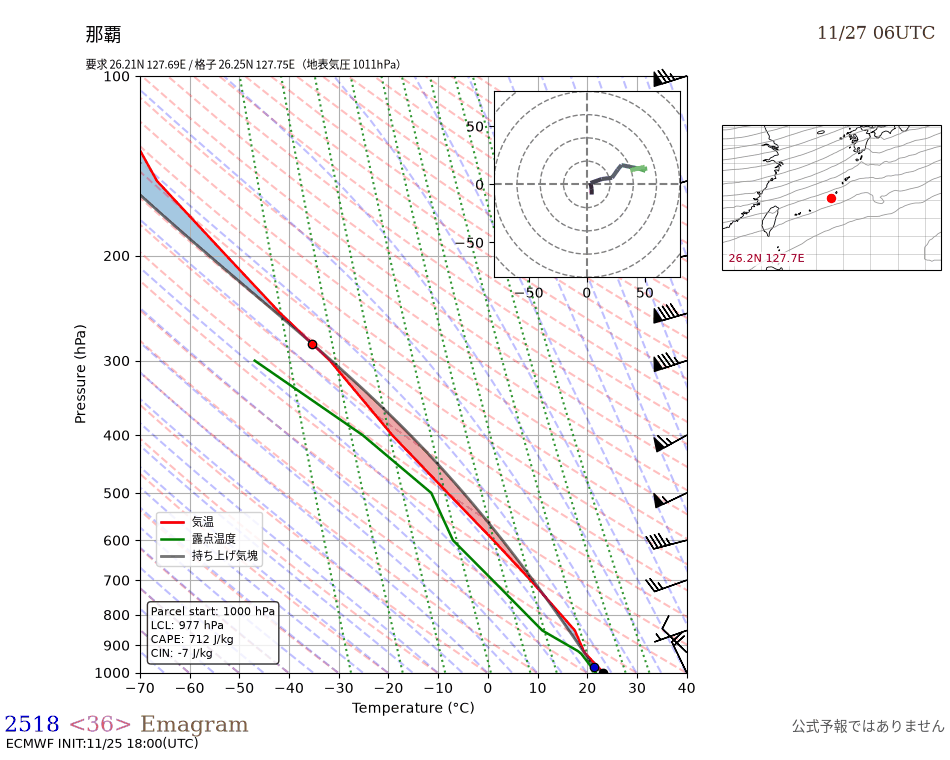 那覇
11/27 06UTC
要求 26.21N 127.69E / 格子 26.25N 127.75E（地表気圧 1011hPa）
100
200
300
400
500
600
700
800
900
1000
Pressure (hPa)
−70 −60 −50 −40 −30 −20 −10 0 10 20 30 40
Temperature (°C)
50
0
−50
−50 0 50
気温
露点温度
持ち上げ気塊
Parcel start: 1000 hPa
LCL: 977 hPa
CAPE: 712 J/kg
CIN: -7 J/kg
26.2N 127.7E
2518 <36> Emagram
ECMWF INIT:11/25 18:00(UTC)
公式予報ではありません